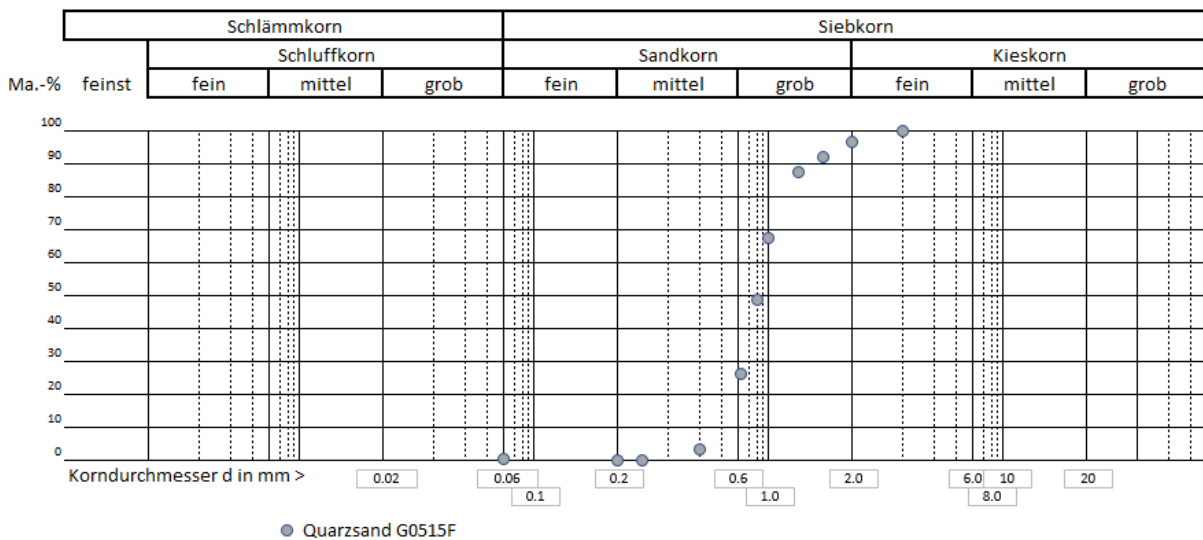 Schlämmkorn Siebkorn
Schluffkorn Sandkorn Kieskorn
Ma.-% feinst fein mittel grob fein mittel grob fein mittel grob
100
90
80
70
60
50
40
30
20
10
0
Korndurchmesser d in mm > 0.02 0.06 0.2 0.6 2.0 6.0 10 20
0.1 1.0 8.0
Quarzsand G0515F